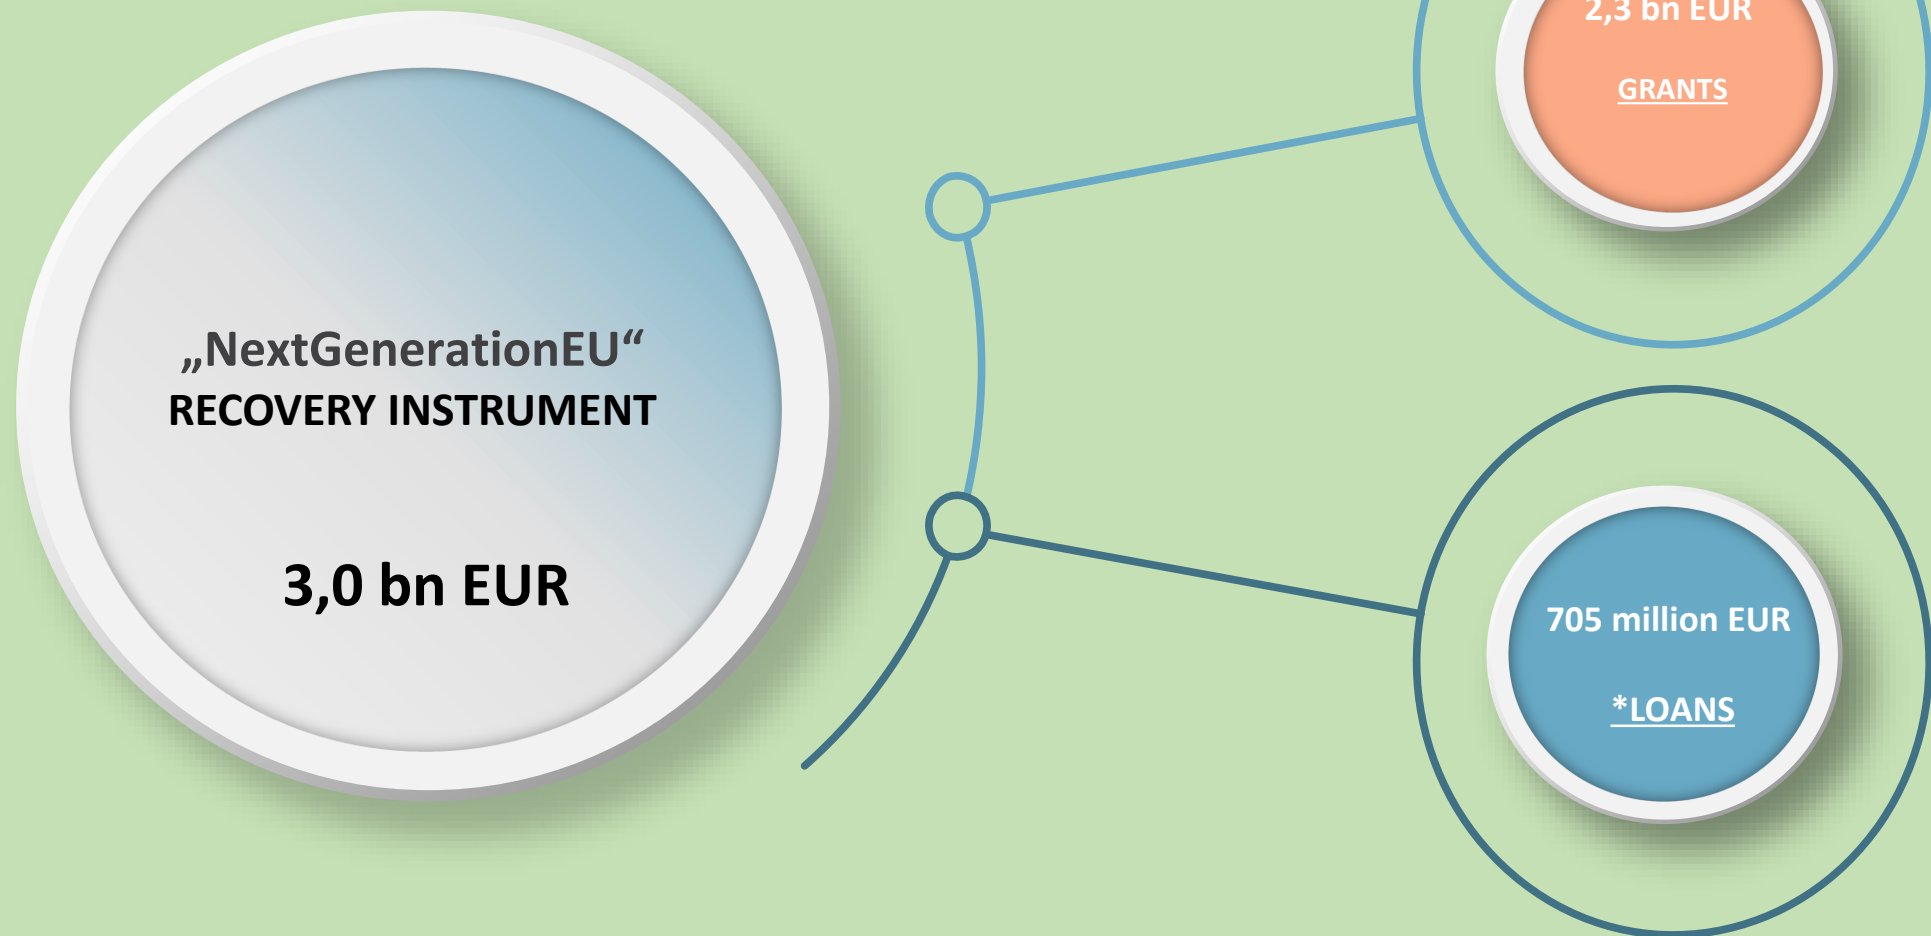 2,3 bn EUR
GRANTS
„NextGenerationEU“
RECOVERY INSTRUMENT
3,0 bn EUR
705 million EUR
*LOANS